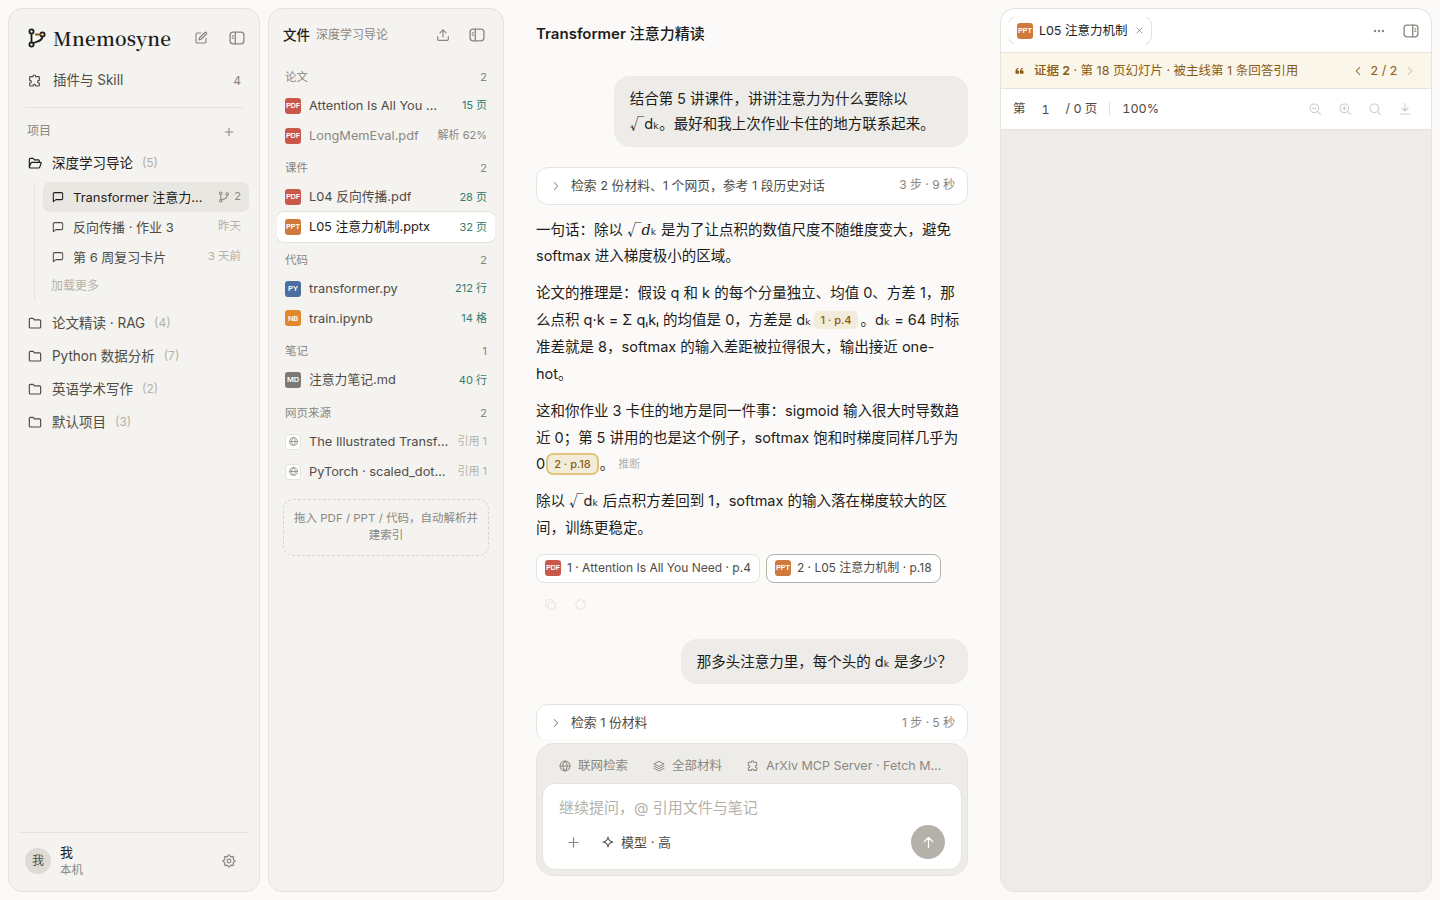 Mnemosyne
插件与 Skill 4
项目
深度学习导论 (5)
Transformer 注意力... 2
反向传播 · 作业 3 昨天
第 6 周复习卡片 3 天前
加载更多
论文精读 · RAG (4)
Python 数据分析 (7)
英语学术写作 (2)
默认项目 (3)
我 我
本机
文件 深度学习导论
论文 2
PDF Attention Is All You ... 15 页
PDF LongMemEval.pdf 解析 62%
课件 2
PDF L04 反向传播.pdf 28 页
PPT L05 注意力机制.pptx 32 页
代码 2
PY transformer.py 212 行
NB train.ipynb 14 格
笔记 1
MD 注意力笔记.md 40 行
网页来源 2
The Illustrated Transf... 引用 1
PyTorch · scaled_dot... 引用 1
拖入 PDF / PPT / 代码，自动解析并
建索引
Transformer 注意力精读
结合第 5 讲课件，讲讲注意力为什么要除以
√dₖ。最好和我上次作业卡住的地方联系起来。
检索 2 份材料、1 个网页，参考 1 段历史对话 3 步 · 9 秒
一句话：除以 √dₖ 是为了让点积的数值尺度不随维度变大，避免
softmax 进入梯度极小的区域。
论文的推理是：假设 q 和 k 的每个分量独立、均值 0、方差 1，那
么点积 q·k = Σ qᵢkᵢ 的均值是 0，方差是 dₖ 1 · p.4 。dₖ = 64 时标
准差就是 8，softmax 的输入差距被拉得很大，输出接近 one-
hot。
这和你作业 3 卡住的地方是同一件事：sigmoid 输入很大时导数趋
近 0；第 5 讲用的也是这个例子，softmax 饱和时梯度同样几乎为
0 2 · p.18 。 推断
除以 √dₖ 后点积方差回到 1，softmax 的输入落在梯度较大的区
间，训练更稳定。
PDF 1 · Attention Is All You Need · p.4 PPT 2 · L05 注意力机制 · p.18
那多头注意力里，每个头的 dₖ 是多少？
检索 1 份材料 1 步 · 5 秒
联网检索 全部材料 ArXiv MCP Server · Fetch M...
继续提问，@ 引用文件与笔记
模型 · 高
PPT L05 注意力机制 ×
证据 2 · 第 18 页幻灯片 · 被主线第 1 条回答引用 2 / 2
第 1 / 0 页 100%